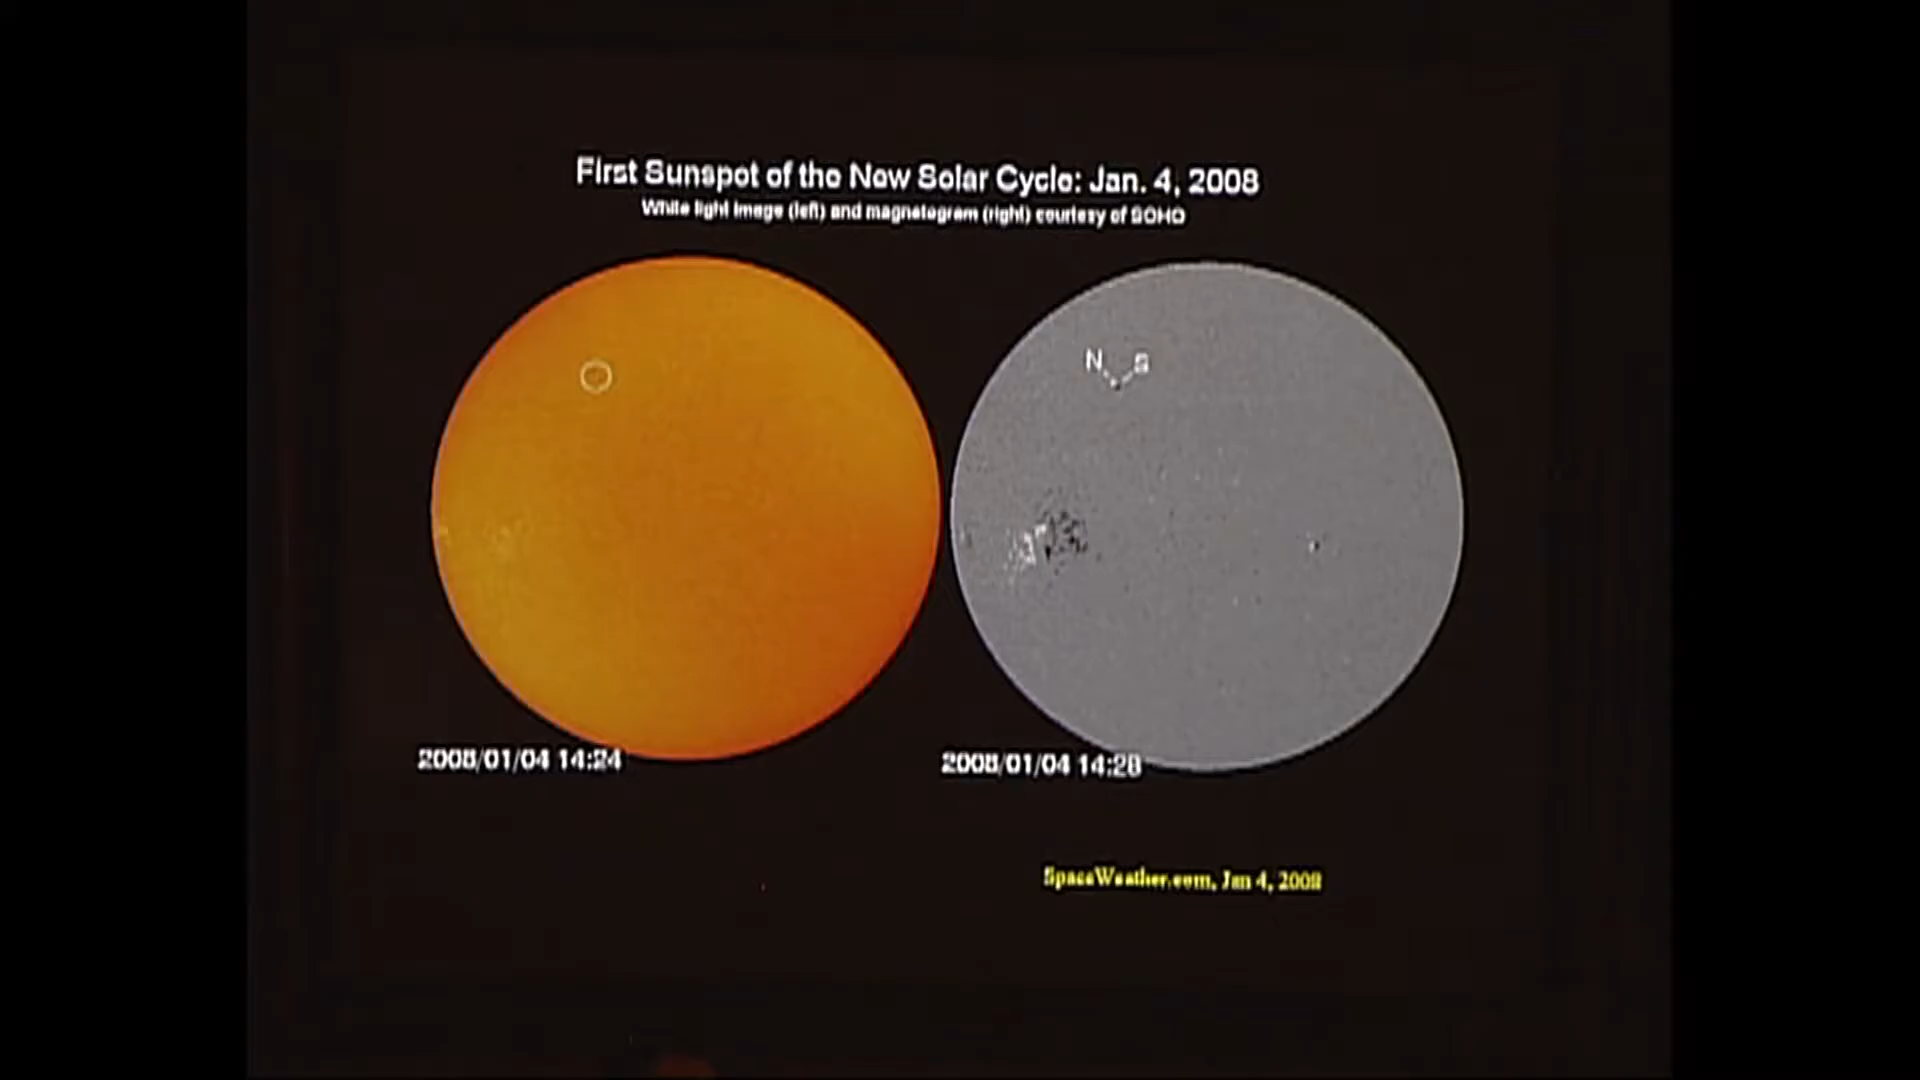 First Sunspot of the New Solar Cycle: Jan. 4, 2008
White light image (left) and magnetogram (right) courtesy of SOHO
N S
2008/01/04 14:24
2008/01/04 14:28
SpaceWeather.com, Jan 4, 2008